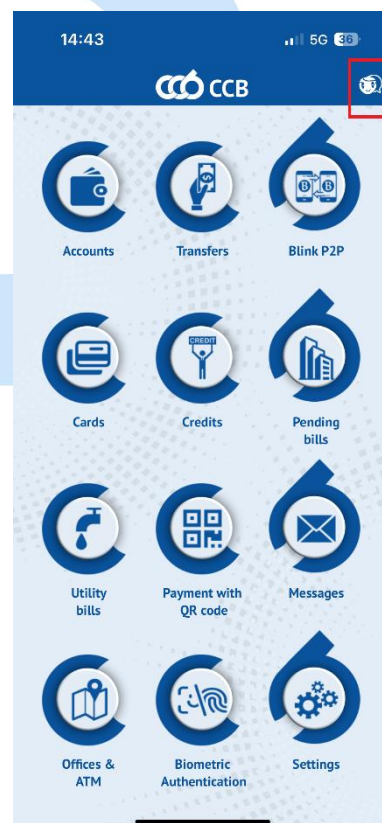 14:43 5G 36
CCB CCB
Accounts Transfers Blink P2P
CREDIT
Cards Credits Pending
bills
Utility Payment with Messages
bills QR code
Offices & Biometric Settings
ATM Authentication